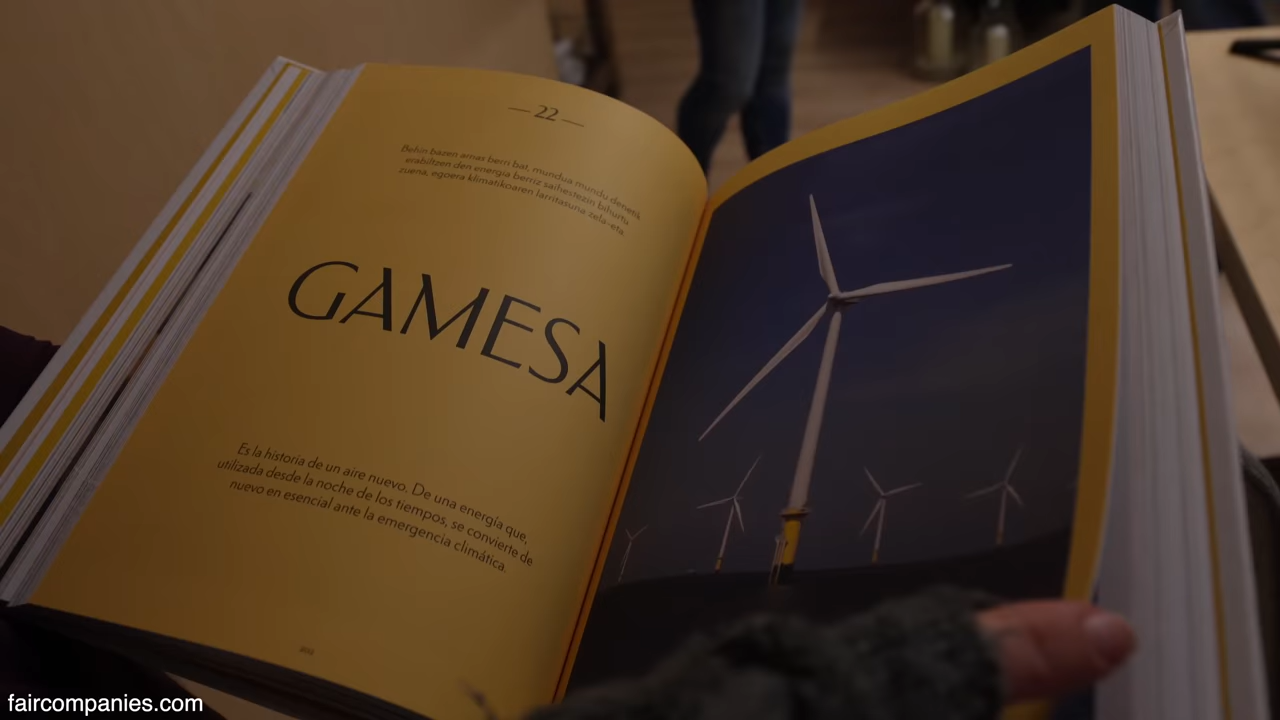 — 22 —
Behin bazen arnas berri bat, mundua mundu denetik
erabiltzen den energia berriz saihestezin bihurtu
zuena, egoera klimatikoaren larritasuna zela-eta.
GAMESA
Es la historia de un aire nuevo. De una energía que,
utilizada desde la noche de los tiempos, se convierte de
nuevo en esencial ante la emergencia climática.
faircompanies.com